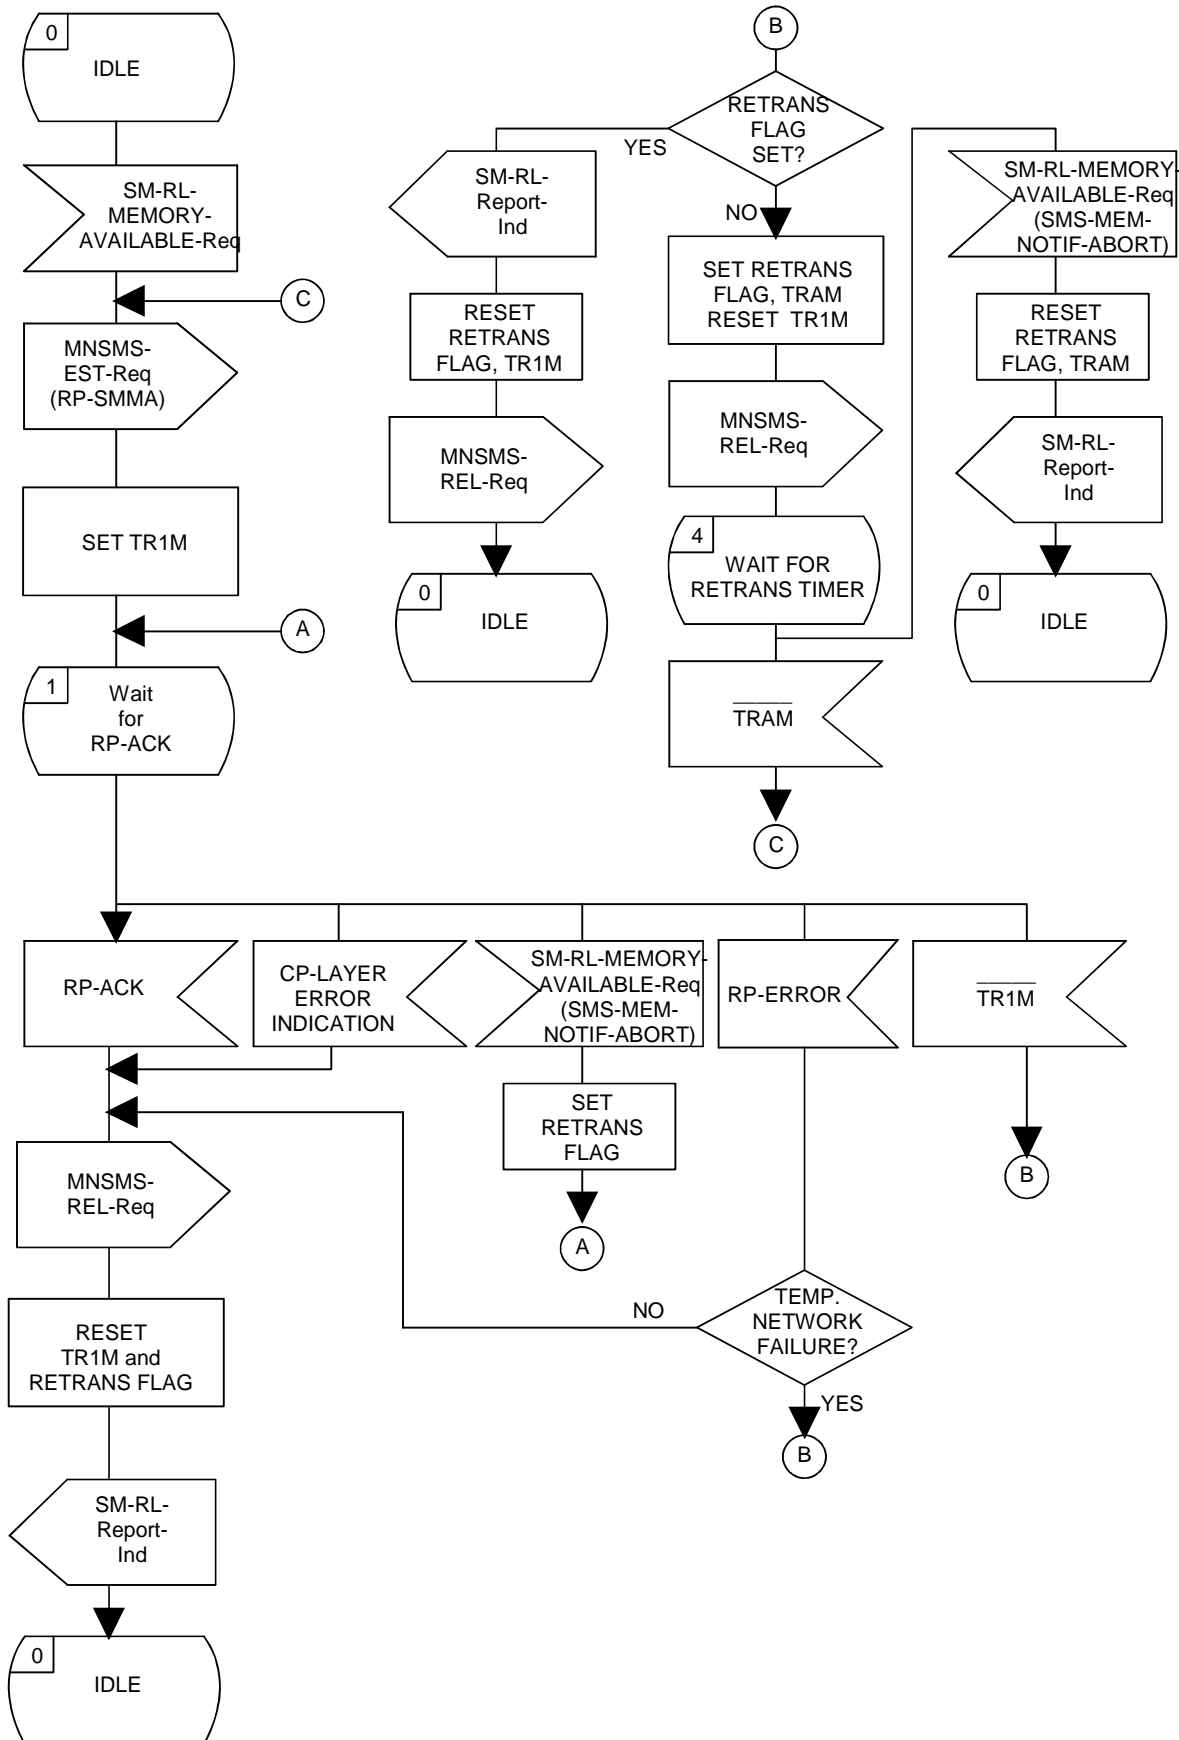 0
IDLE
SM-RL-
MEMORY-
AVAILABLE-Req
C
MNSMS-
EST-Req
(RP-SMMA)
SET TR1M
A
1
Wait
for
RP-ACK
B
RETRANS
FLAG
SET?
YES
NO
SM-RL-
Report-
Ind
RESET
RETRANS
FLAG, TR1M
MNSMS-
REL-Req
0
IDLE
SET RETRANS
FLAG, TRAM
RESET TR1M
MNSMS-
REL-Req
4
WAIT FOR
RETRANS TIMER
TRAM
C
SM-RL-MEMORY-
AVAILABLE-Req
(SMS-MEM-
NOTIF-ABORT)
RESET
RETRANS
FLAG, TRAM
SM-RL-
Report-
Ind
0
IDLE
RP-ACK
CP-LAYER
ERROR
INDICATION
SM-RL-MEMORY-
AVAILABLE-Req
(SMS-MEM-
NOTIF-ABORT)
RP-ERROR
TR1M
SET
RETRANS
FLAG
A
B
MNSMS-
REL-Req
NO
TEMP.
NETWORK
FAILURE?
YES
B
RESET
TR1M and
RETRANS FLAG
SM-RL-
Report-
Ind
0
IDLE